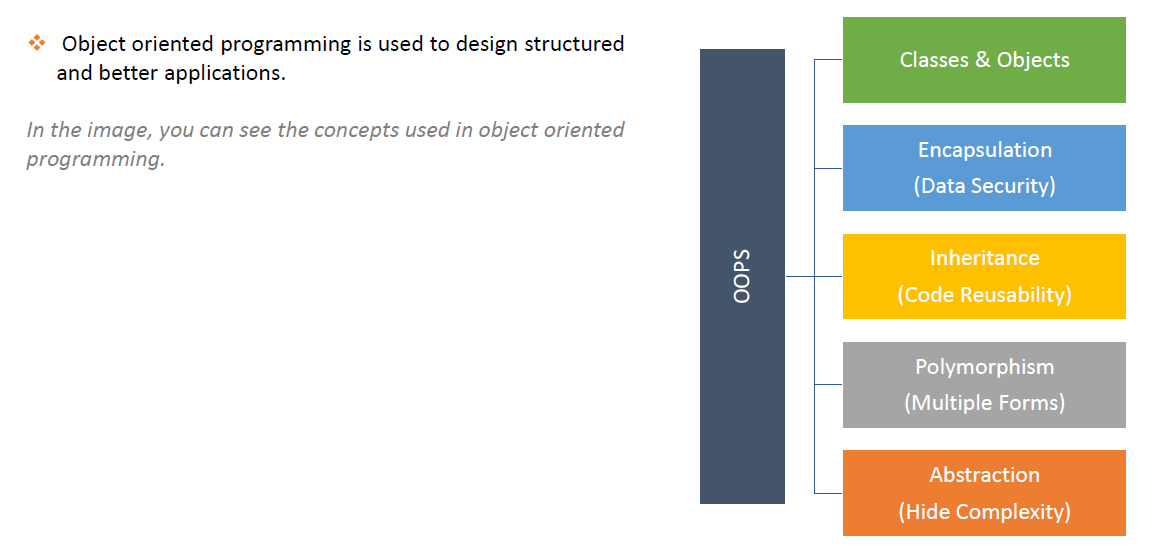 ❖ Object oriented programming is used to design structured
and better applications.
In the image, you can see the concepts used in object oriented
programming.
OOPS
Classes & Objects
Encapsulation
(Data Security)
Inheritance
(Code Reusability)
Polymorphism
(Multiple Forms)
Abstraction
(Hide Complexity)